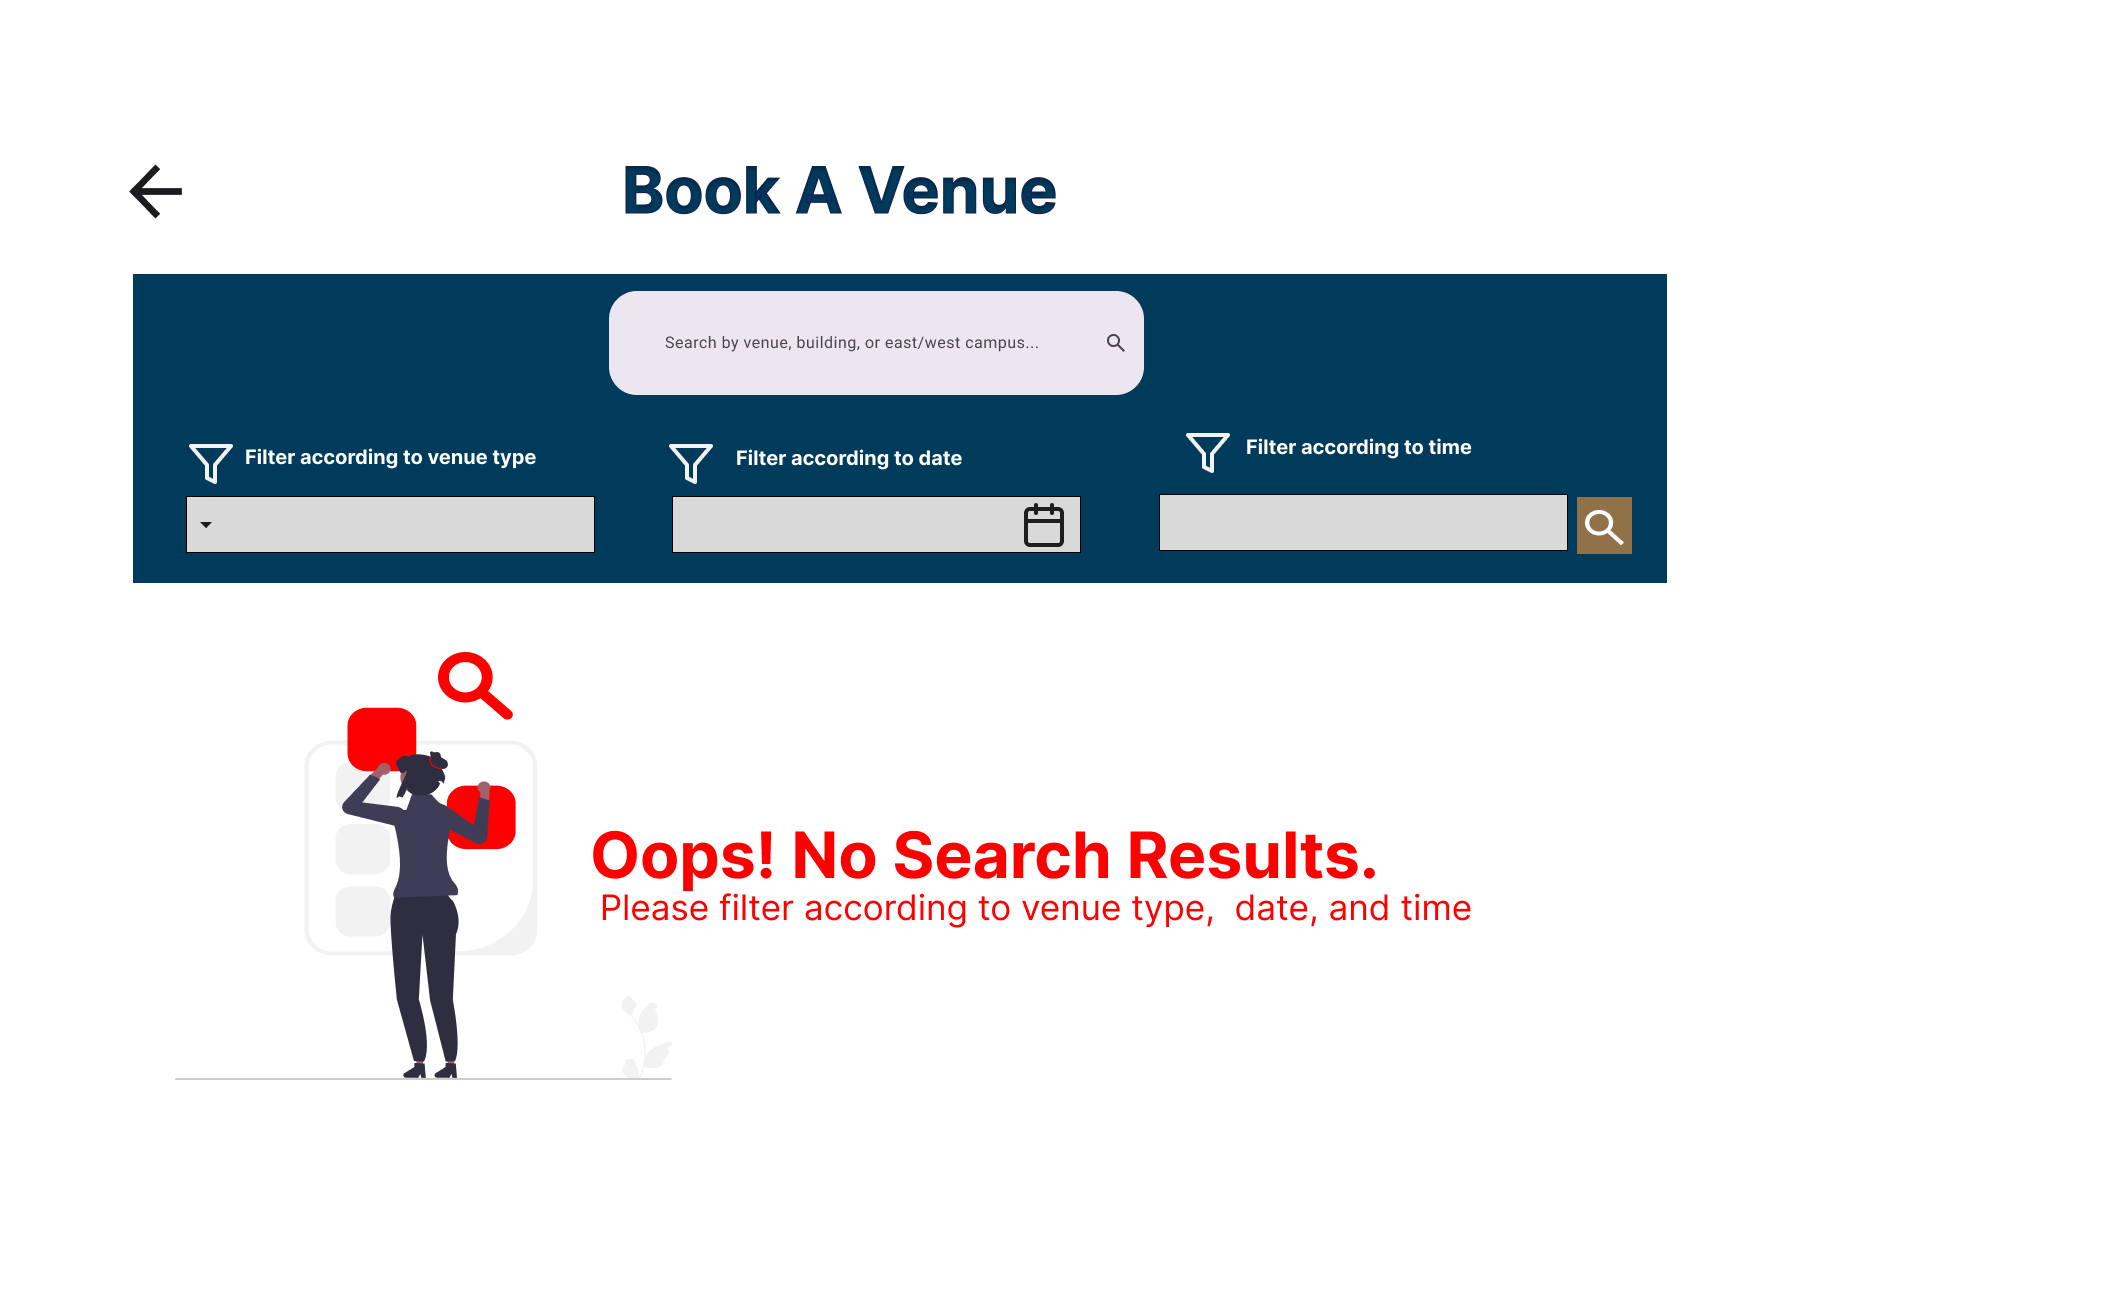 Book A Venue
Search by venue, building, or east/west campus...
Filter according to venue type
Filter according to date
Filter according to time
Oops! No Search Results.
Please filter according to venue type,  date, and time